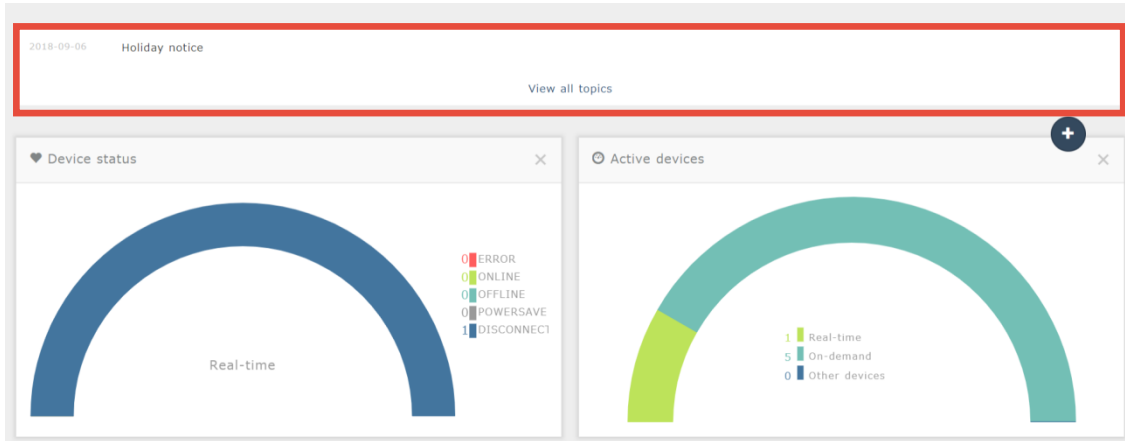 2018-09-06 Holiday notice
View all topics
Device status
0 ERROR
0 ONLINE
0 OFFLINE
0 POWERSAVE
1 DISCONNECT
Real-time
Active devices
1 Real-time
5 On-demand
0 Other devices